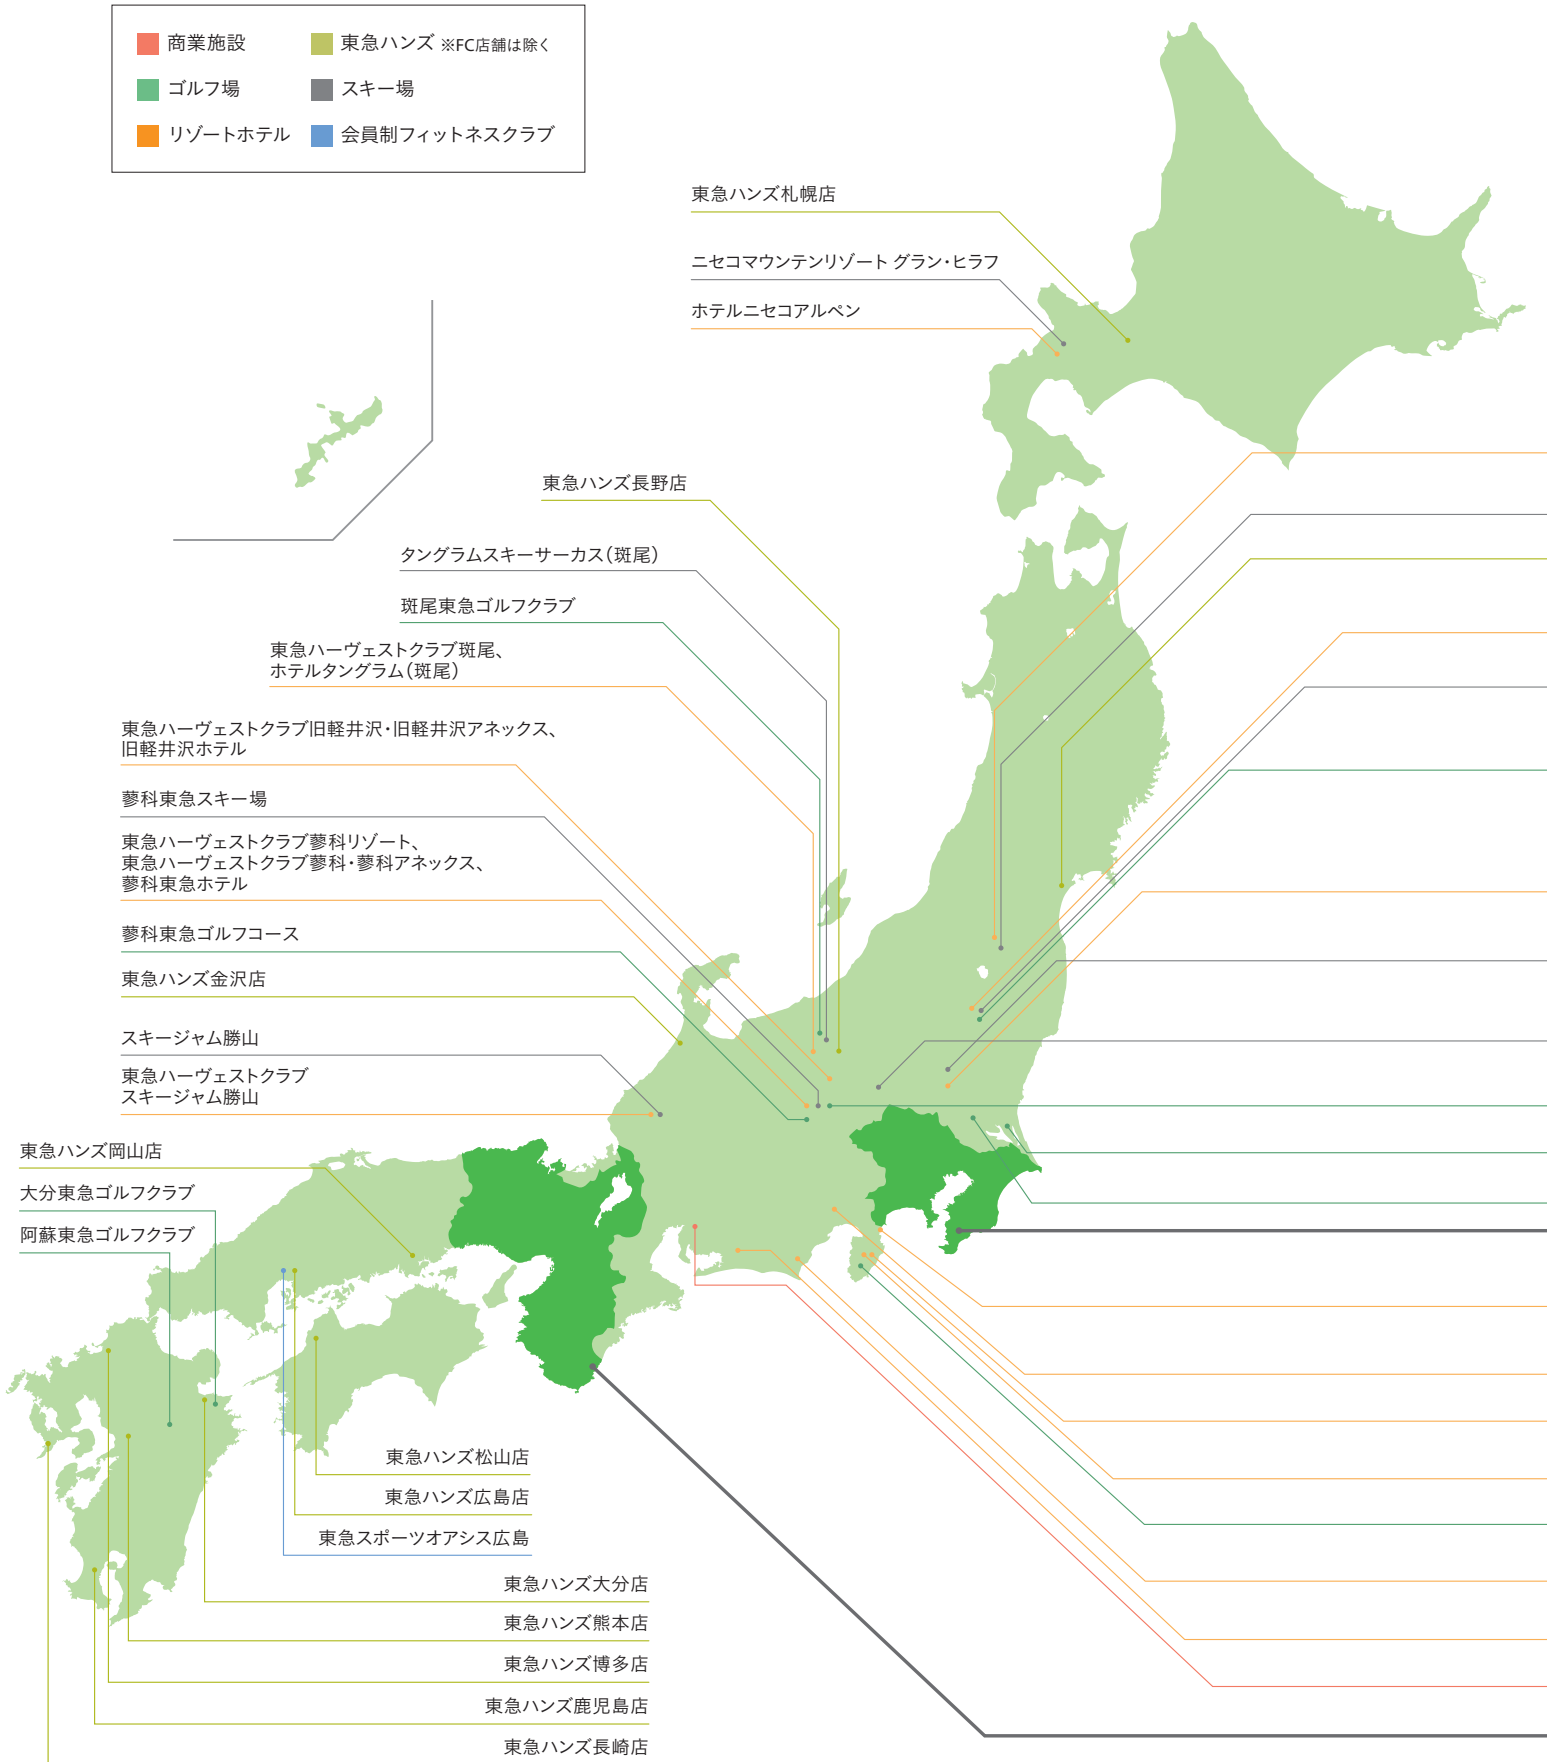 商業施設
東急ハンズ ※FC店舗は除く
ゴルフ場
スキー場
リゾートホテル
会員制フィットネスクラブ
東急ハンズ札幌店
ニセコマウンテンリゾート グラン・ヒラフ
ホテルニセコアルペン
東急ハンズ長野店
タングラムスキーサーカス(斑尾)
斑尾東急ゴルフクラブ
東急ハーヴェストクラブ斑尾、
ホテルタングラム(斑尾)
東急ハーヴェストクラブ旧軽井沢・旧軽井沢アネックス、
旧軽井沢ホテル
蓼科東急スキー場
東急ハーヴェストクラブ蓼科リゾート、
東急ハーヴェストクラブ蓼科・蓼科アネックス、
蓼科東急ホテル
蓼科東急ゴルフコース
東急ハンズ金沢店
スキージャム勝山
東急ハーヴェストクラブ
スキージャム勝山
東急ハンズ岡山店
大分東急ゴルフクラブ
阿蘇東急ゴルフクラブ
東急ハンズ松山店
東急ハンズ広島店
東急スポーツオアシス広島
東急ハンズ大分店
東急ハンズ熊本店
東急ハンズ博多店
東急ハンズ鹿児島店
東急ハンズ長崎店